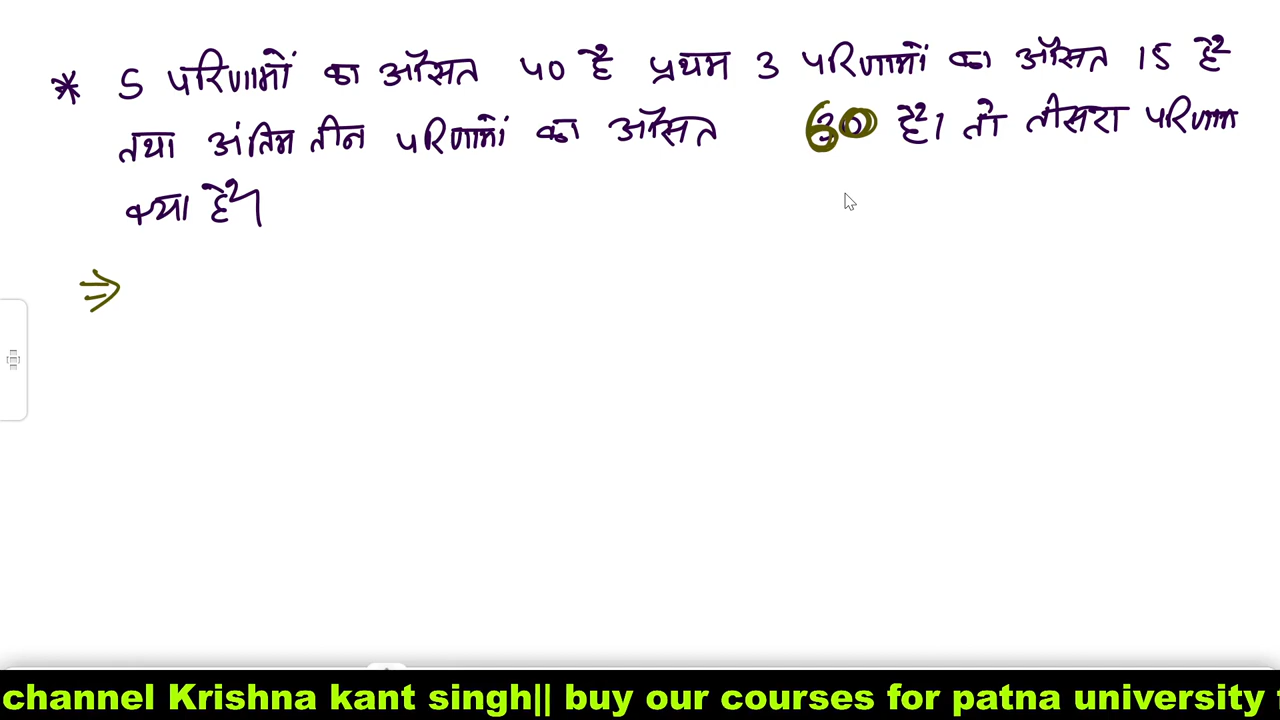 * 5 परिणामों का औसत 40 है प्रथम 3 परिणामों का औसत 15 है
तथा अंतिम तीन परिणामों का औसत 60 है। तो तीसरा परिणाम
क्या है।
⇒
channel Krishna kant singh|| buy our courses for patna university